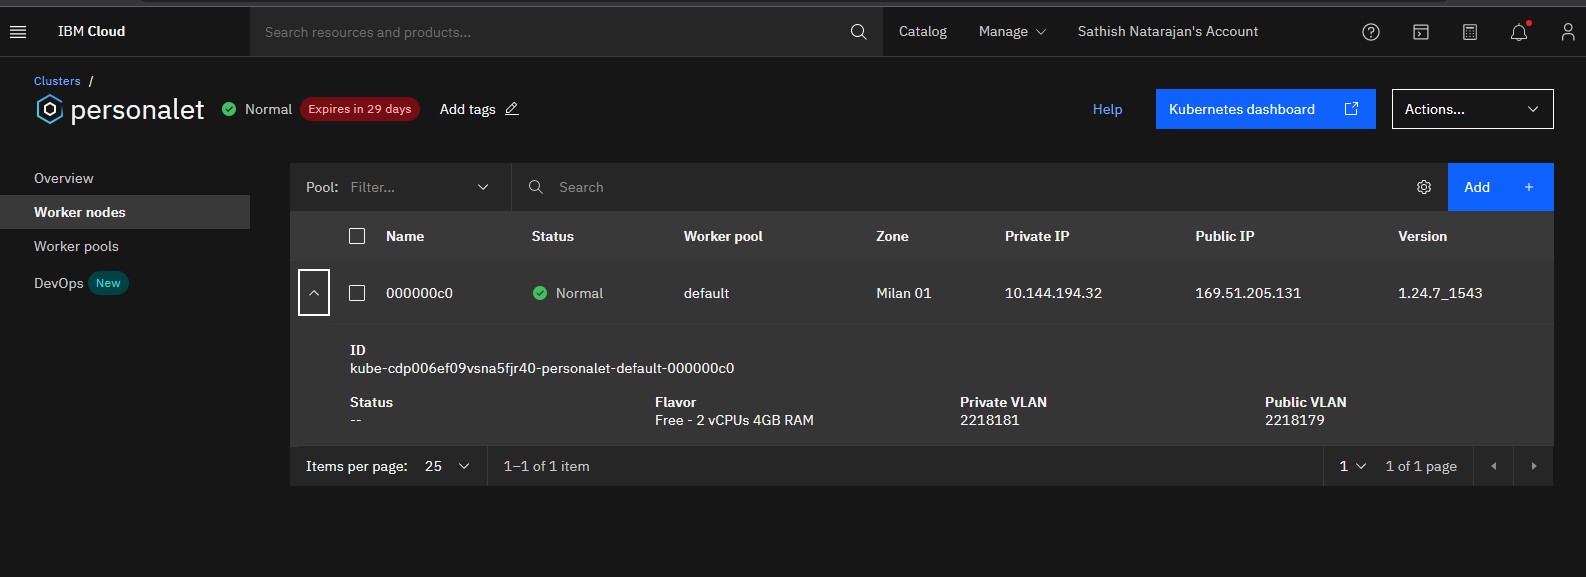 IBM Cloud
Search resources and products...
Catalog
Manage
Sathish Natarajan's Account
Clusters /
personalet
Normal
Expires in 29 days
Add tags
Help
Kubernetes dashboard
Actions...
Overview
Worker nodes
Worker pools
DevOps New
Pool: Filter...
Search
Add +
Name Status Worker pool Zone Private IP Public IP Version
000000c0 Normal default Milan 01 10.144.194.32 169.51.205.131 1.24.7_1543
ID
kube-cdp006ef09vsna5fjr40-personalet-default-000000c0
Status Flavor Private VLAN Public VLAN
-- Free - 2 vCPUs 4GB RAM 2218181 2218179
Items per page: 25 1–1 of 1 item 1 1 of 1 page